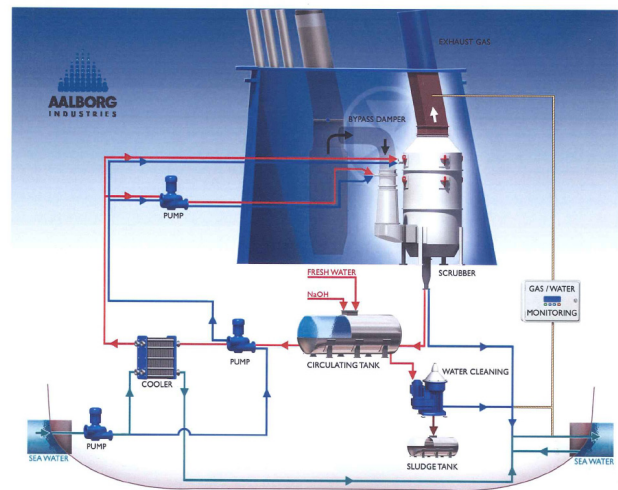 EXHAUST GAS
AALBORG
INDUSTRIES
BYPASS DAMPER
PUMP
SCRUBBER
FRESH WATER
NaOH
GAS / WATER
MONITORING
CIRCULATING TANK
PUMP
WATER CLEANING
COOLER
PUMP
SEA WATER
SLUDGE TANK
SEA WATER